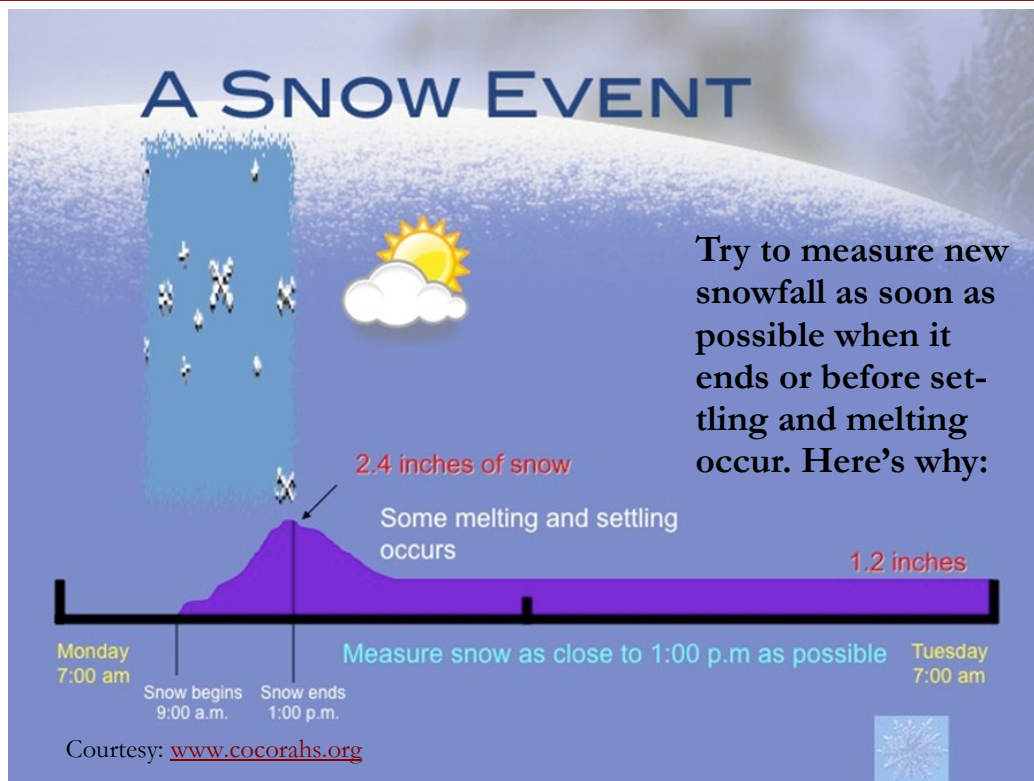 A SNOW EVENT
Try to measure new
snowfall as soon as
possible when it
ends or before set-
tling and melting
occur. Here’s why:
2.4 inches of snow
Some melting and settling
occurs
1.2 inches
Monday
7:00 am
Measure snow as close to 1:00 p.m as possible
Tuesday
7:00 am
Snow begins
9:00 a.m.
Snow ends
1:00 p.m.
Courtesy: www.cocorahs.org